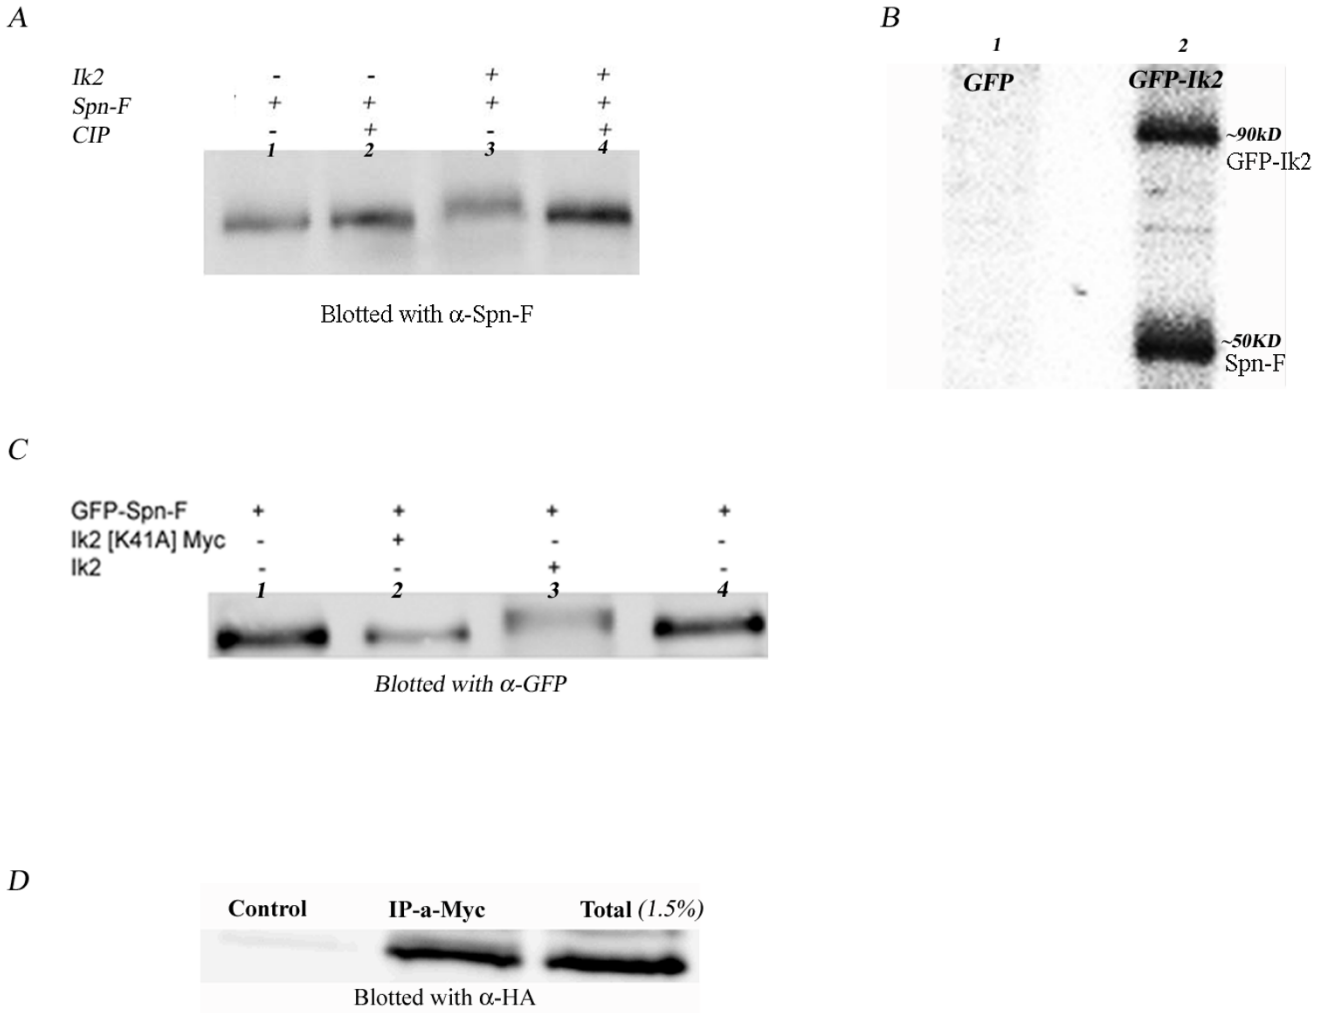 A
Ik2 - - + +
Spn-F + + + +
CIP - + - +
1 2 3 4
Blotted with α-Spn-F
B
1 2
GFP GFP-Ik2
~90kD
GFP-Ik2
~50KD
Spn-F
C
GFP-Spn-F + + + +
Ik2 [K41A] Myc - + - -
Ik2 - - + -
1 2 3 4
Blotted with α-GFP
D
Control IP-a-Myc Total (1.5%)
Blotted with α-HA